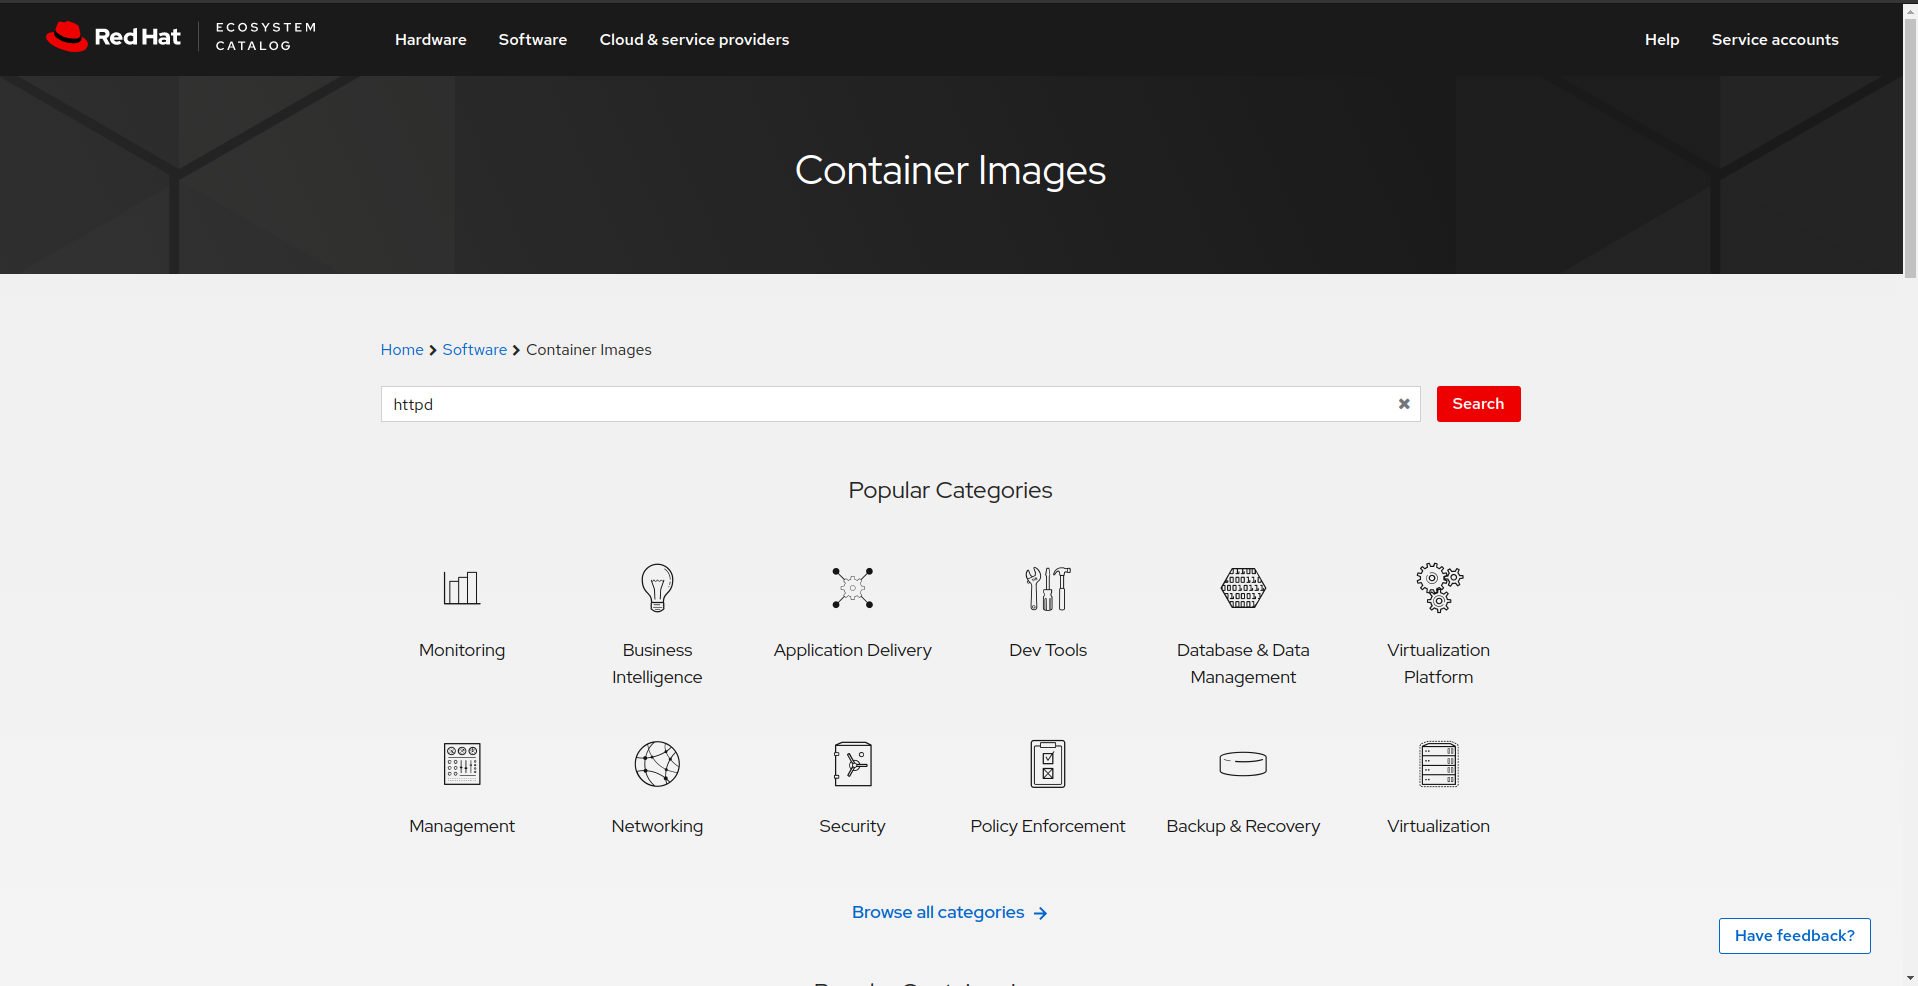 Red Hat
ECOSYSTEM
CATALOG
Hardware
Software
Cloud & service providers
Help
Service accounts
Container Images
Home > Software > Container Images
httpd
Search
Popular Categories
Monitoring
Business
Intelligence
Application Delivery
Dev Tools
Database & Data
Management
Virtualization
Platform
Management
Networking
Security
Policy Enforcement
Backup & Recovery
Virtualization
Browse all categories
Have feedback?